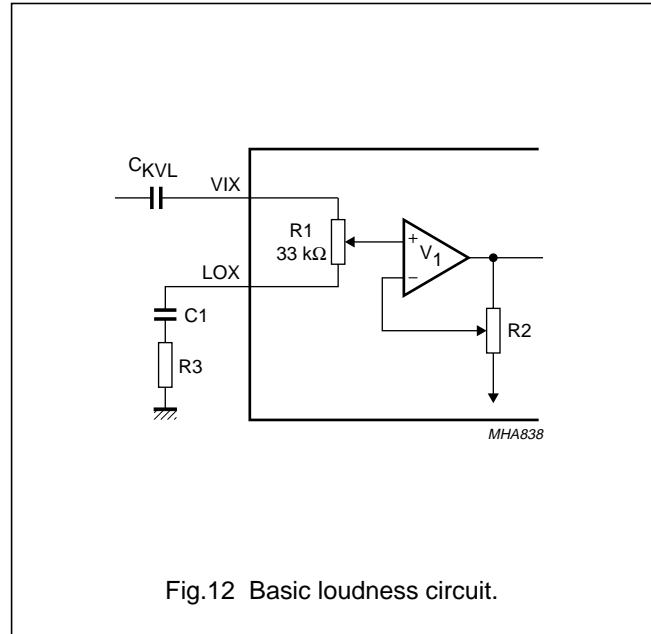 CKVL
VIX
R1
33 kΩ
+
V1
−
LOX
C1
R2
R3
MHA838
Fig.12 Basic loudness circuit.